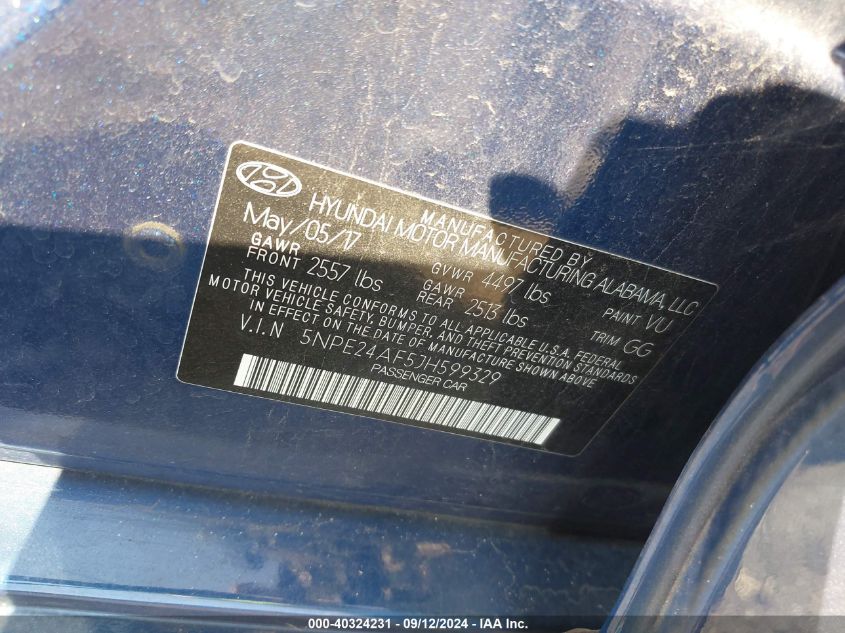 MANUFACTURED BY
HYUNDAI MOTOR MANUFACTURING ALABAMA, LLC
May/05/17
GVWR 4497 lbs PAINT VU
GAWR FRONT 2557 lbs GAWR REAR 2513 lbs TRIM GG
THIS VEHICLE CONFORMS TO ALL APPLICABLE U.S.A. FEDERAL
MOTOR VEHICLE SAFETY, BUMPER, AND THEFT PREVENTION STANDARDS
IN EFFECT ON THE DATE OF MANUFACTURE SHOWN ABOVE
V.I.N 5NPE24AF5JH599329
PASSENGER CAR
000-40324231 - 09/12/2024 - IAA Inc.